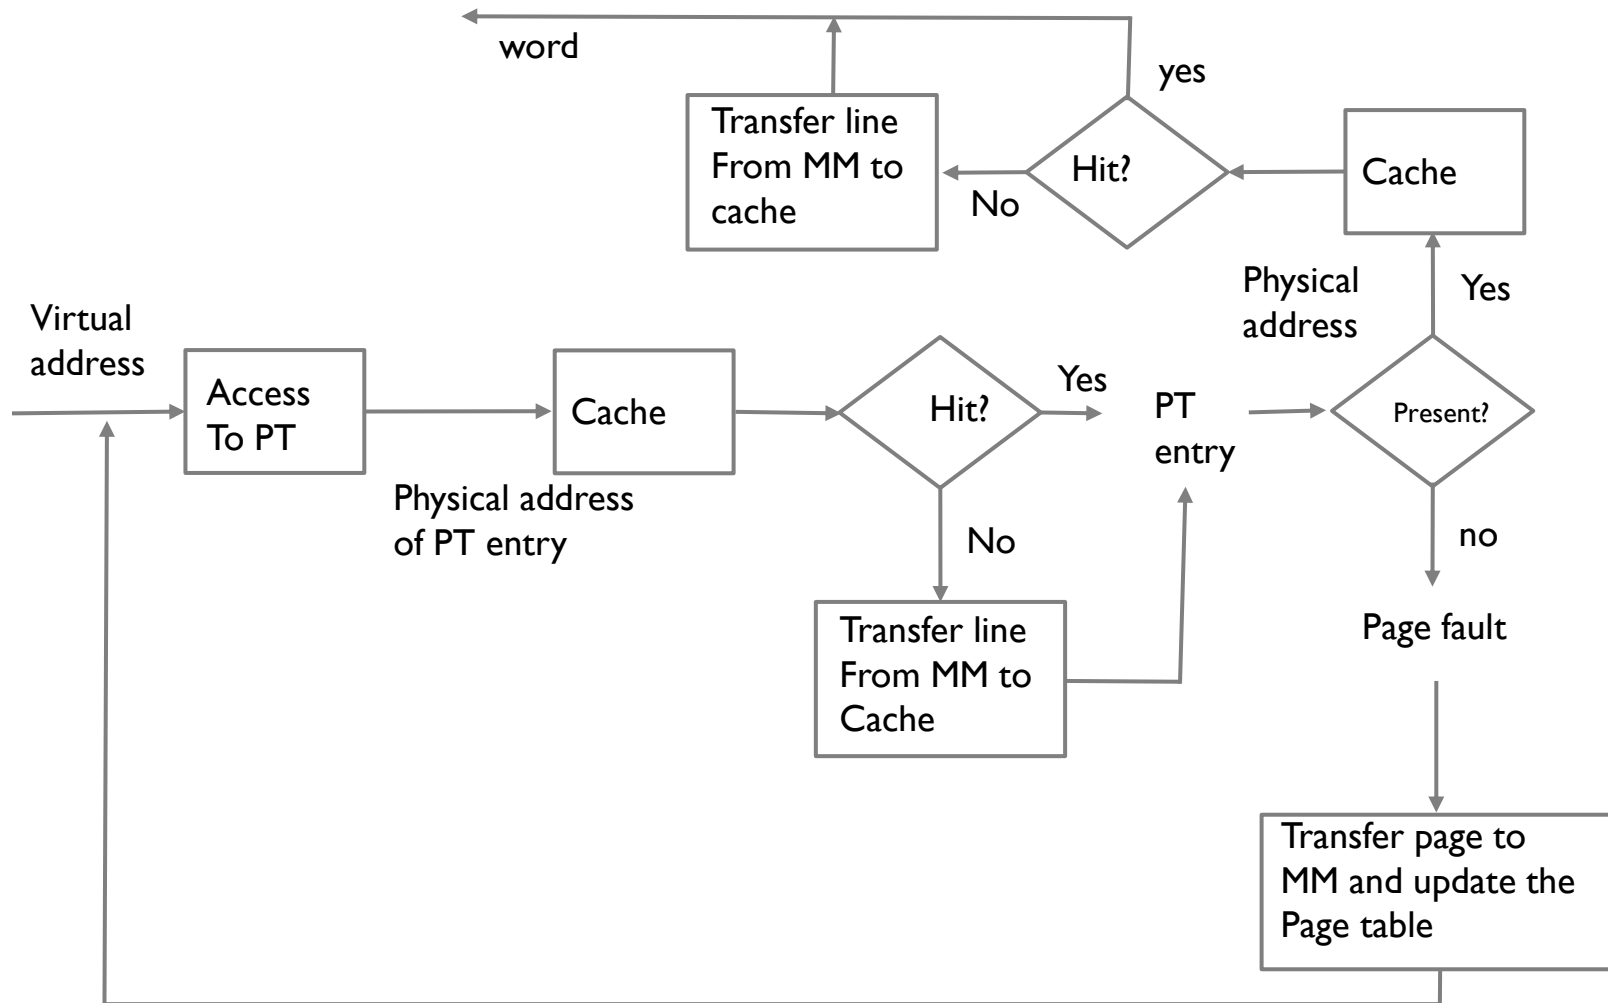 word
yes
Transfer line
From MM to
cache
No
Hit?
Cache
Physical
address
Yes
Virtual
address
Access
To PT
Physical address
of PT entry
Cache
Hit?
Yes
No
PT
entry
Present?
no
Transfer line
From MM to
Cache
Page fault
Transfer page to
MM and update the
Page table